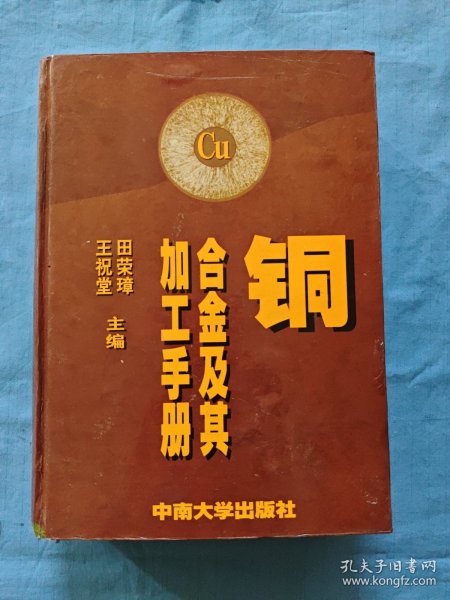 Cu
铜
合金及其
加工手册
田荣璋
王祝堂
主编
中南大学出版社
孔夫子旧书网
www.kongfz.com